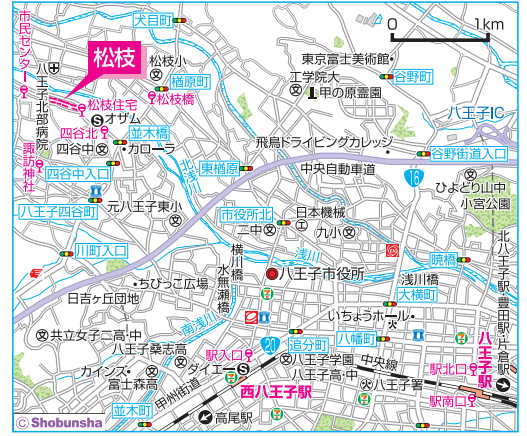 犬目町
0
1km
市民センター
松枝
松枝小
文
楢原町
松枝橋
東京富士美術館
工学院大
文
甲の原霊園
谷野町
八王子北部病院
松枝住宅
オザム
四谷北
並木橋
四谷中
文
カローラ
八王子IC
飛鳥ドライビングカレッジ
谷野街道入口
諏訪神社
四谷中入口
北浅川
東楢原
中央自動車道
16
ひよどり山中
小宮公園
八王子四谷町
元八王子東小
市役所北
日本機械
二中
九小
川町入口
横川橋
浅川
暁橋
水無瀬橋
八王子市役所
浅川橋
北八王子駅
豊田駅・片倉駅
ちびっこ広場
日吉ヶ丘団地
大横町
南浅川
いちょうホール
共立女子二高・中
八王子桑志高
追分町
八幡町
駅入口
20
八王子学園
八王子高・中
中央線
八王子駅
カインズ
富士森高
ダイエー
駅北口
八王子署
甲州街道
西八王子駅
駅南口
並木町
高尾駅
© Shobunsha